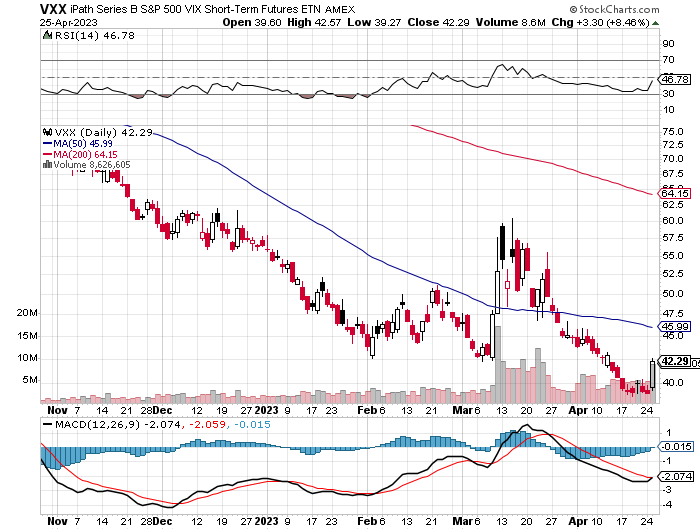 VXX iPath Series B S&P 500 VIX Short-Term Futures ETN AMEX
© StockCharts.com
25-Apr-2023
Open 39.60 High 42.57 Low 39.27 Close 42.29 Volume 8.6M Chg +3.30 (+8.46%)
RSI(14) 46.78
90
70
46.78
30
10
VXX (Daily) 42.29
MA(50) 45.99
MA(200) 64.15
Volume 8,626,605
75.0
72.5
70.0
67.5
64.15
62.5
60.0
57.5
55.0
52.5
50.0
47.5
45.99
45.0
42.29
40.0
20M
15M
10M
5M
Nov 7 14 21 28 Dec 12 19 2023 9 17 23 Feb 6 13 21 Mar 6 13 20 27 Apr 10 17 24
MACD(12,26,9) -2.074, -2.059, -0.015
1
-0.015
-1
-2.074
-3
-4
Nov 7 14 21 28 Dec 12 19 2023 9 17 23 Feb 6 13 21 Mar 6 13 20 27 Apr 10 17 24